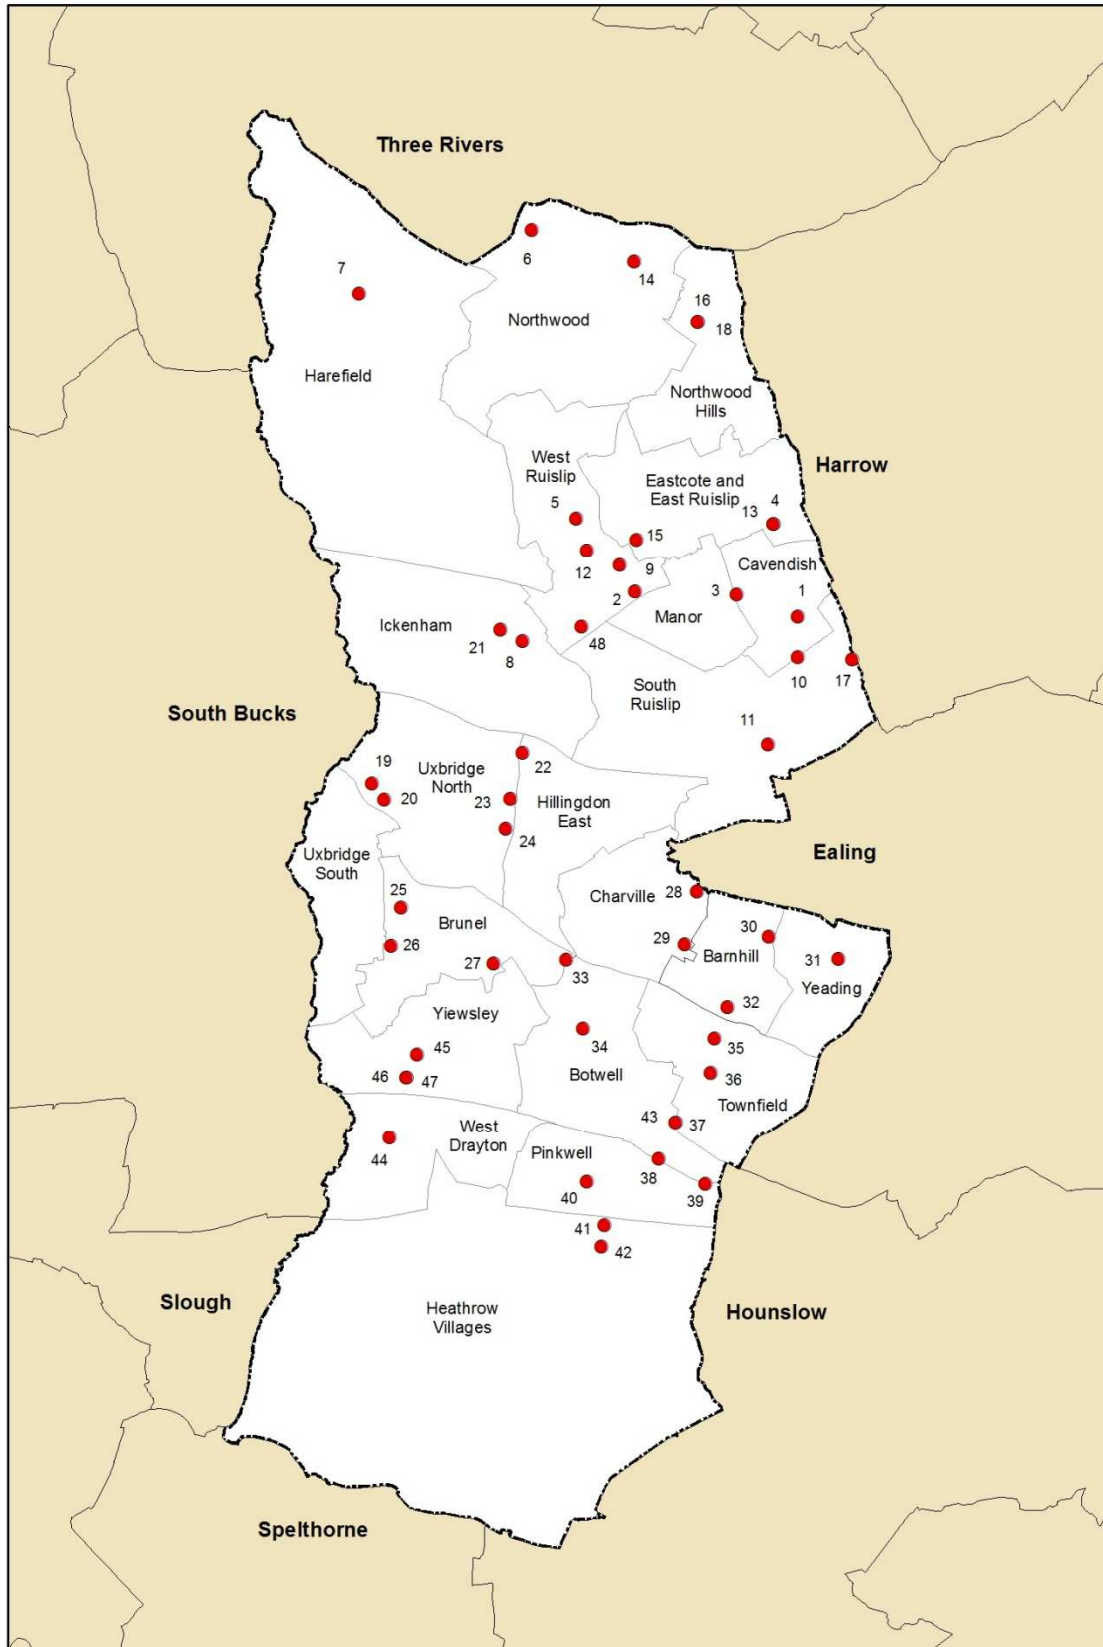 Three Rivers
6
14
7
16
18
Northwood
Harefield
Northwood
Hills
West
Ruislip
Harrow
Eastcote and
East Ruislip
5
13
4
15
12
9
Cavendish
2
3
1
Ickenham
21
8
48
Manor
10
17
South
Ruislip
South Bucks
11
19
Uxbridge
North
22
20
23
Hillingdon
East
24
Uxbridge
South
Ealing
25
Charville
28
Brunel
26
29
30
Barnhill
27
33
31
Yeading
Yiewsley
32
34
35
45
Botwell
36
46
47
Townfield
43
37
West
Drayton
44
Pinkwell
38
40
39
41
42
Slough
Heathrow
Villages
Hounslow
Spelthorne